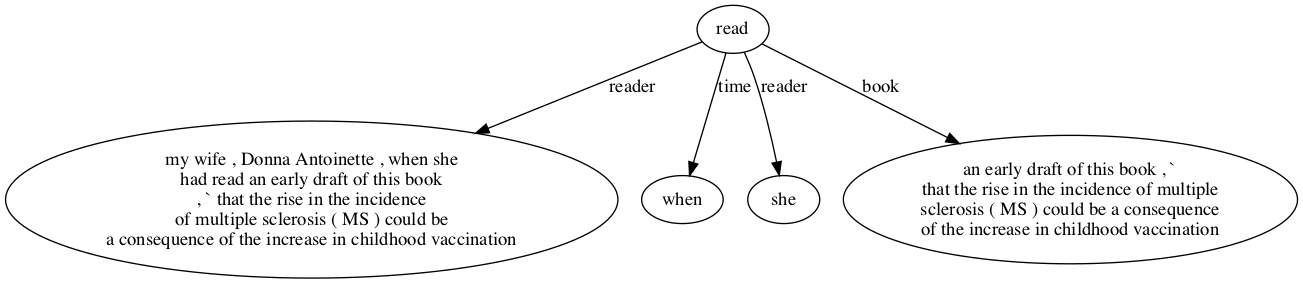 read
reader
time
reader
book
my wife , Donna Antoinette , when she
had read an early draft of this book
, ` that the rise in the incidence
of multiple sclerosis ( MS ) could be
a consequence of the increase in childhood vaccination
when
she
an early draft of this book , `
that the rise in the incidence of multiple
sclerosis ( MS ) could be a consequence
of the increase in childhood vaccination